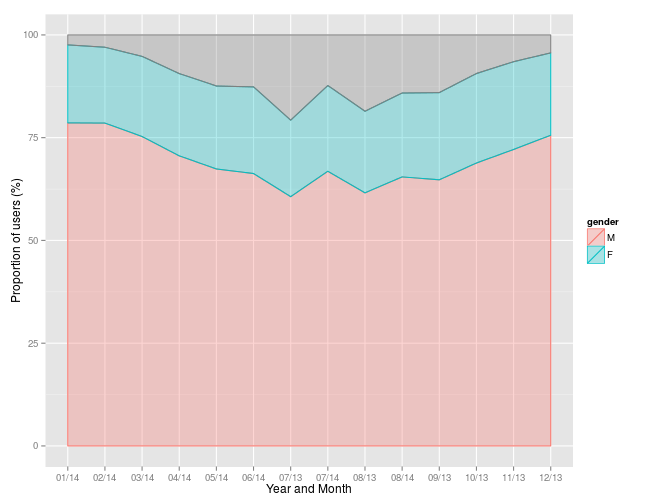 100
75
50
25
0
Proportion of users (%)
01/14 02/14 03/14 04/14 05/14 06/14 07/13 07/14 08/13 08/14 09/13 10/13 11/13 12/13
Year and Month
gender
M
F